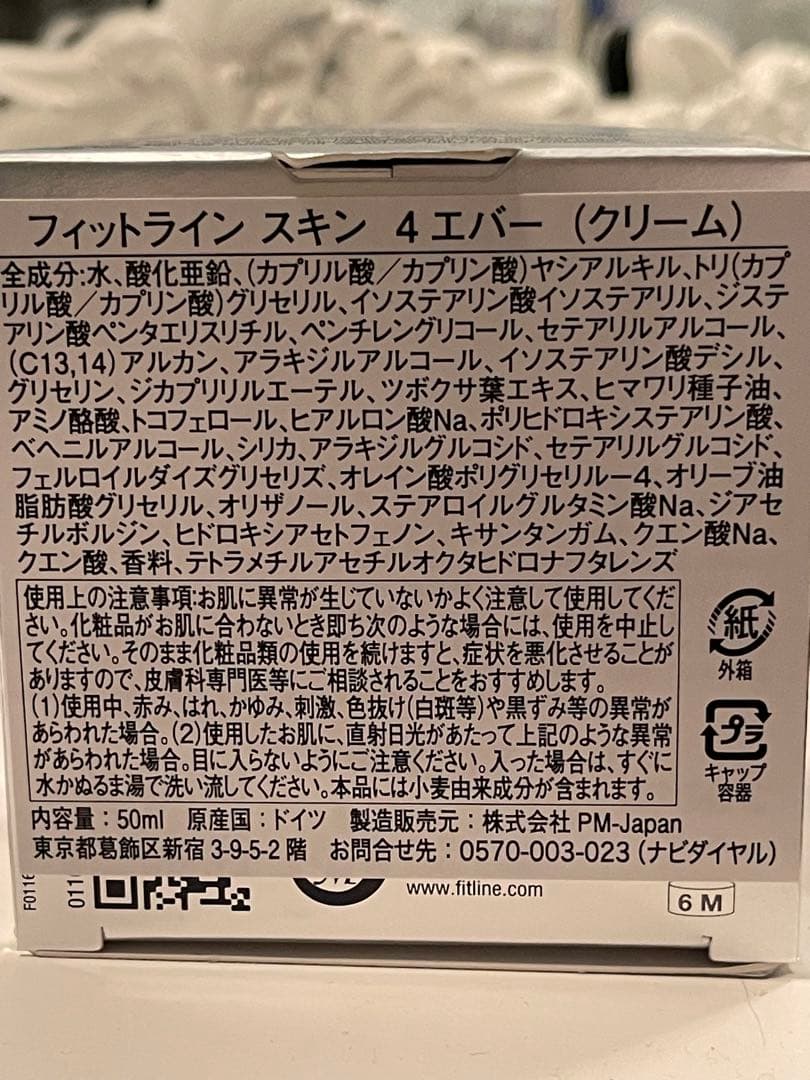 フィットライン スキン 4エバー (クリーム)
全成分:水、酸化亜鉛、(カプリル酸／カプリン酸)ヤシアルキル、トリ(カプ
リル酸／カプリン酸)グリセリル、イソステアリン酸イソステアリル、ジステ
アリン酸ペンタエリスリチル、ペンチレングリコール、セテアリルアルコール、
(C13,14)アルカン、アラキジルアルコール、イソステアリン酸デシル、
グリセリン、ジカプリリルエーテル、ツボクサ葉エキス、ヒマワリ種子油、
アミノ酪酸、トコフェロール、ヒアルロン酸Na、ポリヒドロキシステアリン酸、
ベヘニルアルコール、シリカ、アラキジルグルコシド、セテアリルグルコシド、
フェルロイルダイズグリセリズ、オレイン酸ポリグリセリル－4、オリーブ油
脂肪酸グリセリル、オリザノール、ステアロイルグルタミン酸Na、ジアセ
チルボルジン、ヒドロキシアセトフェノン、キサンタンガム、クエン酸Na、
クエン酸、香料、テトラメチルアセチルオクタヒドロナフタレンズ
使用上の注意事項:お肌に異常が生じていないかよく注意して使用してくだ
さい。化粧品がお肌に合わないとき即ち次のような場合には、使用を中止し
てください。そのまま化粧品類の使用を続けますと、症状を悪化させることが
ありますので、皮膚科専門医等にご相談されることをおすすめします。
(1)使用中、赤み、はれ、かゆみ、刺激、色抜け(白斑等)や黒ずみ等の異常が
あらわれた場合。(2)使用したお肌に、直射日光があたって上記のような異常
があらわれた場合。目に入らないようにご注意ください。入った場合は、すぐに
水かぬるま湯で洗い流してください。本品には小麦由来成分が含まれます。
紙
外箱
プラ
キャップ
容器
内容量：50ml 原産国：ドイツ 製造販売元：株式会社 PM-Japan
東京都葛飾区新宿 3-9-5-2 階 お問合せ先：0570-003-023 (ナビダイヤル)
F0116
www.fitline.com
6 M